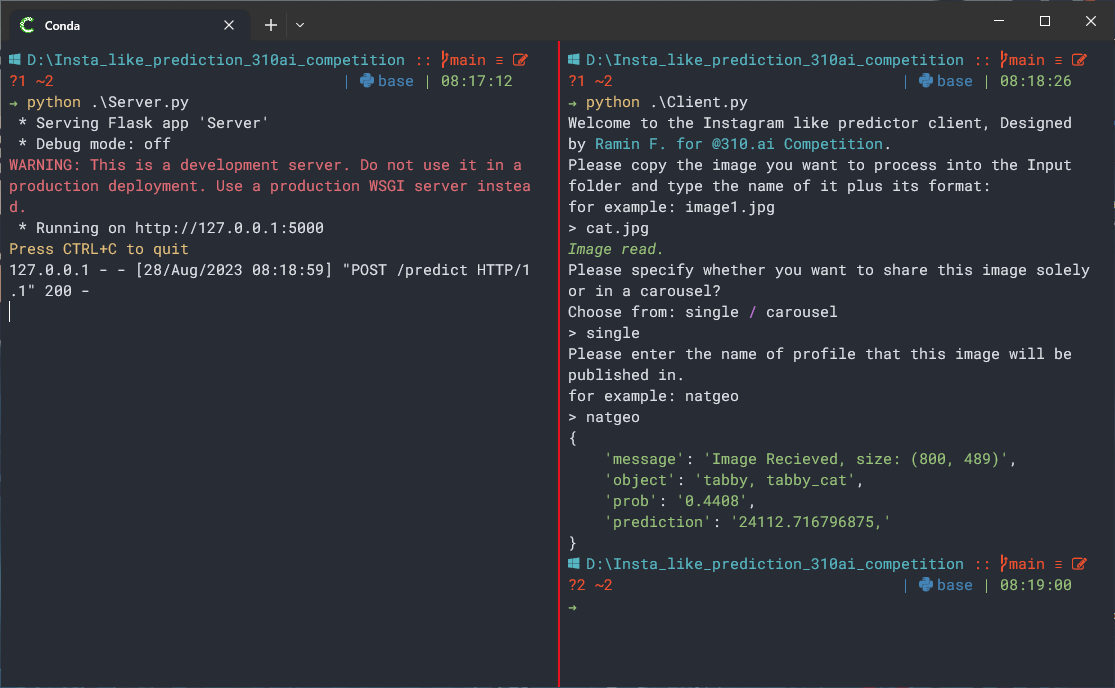 Conda
D:\Insta_like_prediction_310ai_competition :: main ≡
?1 ~2 | base | 08:17:12
→ python .\Server.py
* Serving Flask app 'Server'
* Debug mode: off
WARNING: This is a development server. Do not use it in a
production deployment. Use a production WSGI server instea
d.
* Running on http://127.0.0.1:5000
Press CTRL+C to quit
127.0.0.1 - - [28/Aug/2023 08:18:59] "POST /predict HTTP/1
.1" 200 -
D:\Insta_like_prediction_310ai_competition :: main ≡
?1 ~2 | base | 08:18:26
→ python .\Client.py
Welcome to the Instagram like predictor client, Designed
by Ramin F. for @310.ai Competition.
Please copy the image you want to process into the Input
folder and type the name of it plus its format:
for example: image1.jpg
> cat.jpg
Image read.
Please specify whether you want to share this image solely
or in a carousel?
Choose from: single / carousel
> single
Please enter the name of profile that this image will be
published in.
for example: natgeo
> natgeo
{
'message': 'Image Recieved, size: (800, 489)',
'object': 'tabby, tabby_cat',
'prob': '0.4408',
'prediction': '24112.716796875,'
}
D:\Insta_like_prediction_310ai_competition :: main ≡
?2 ~2 | base | 08:19:00
→